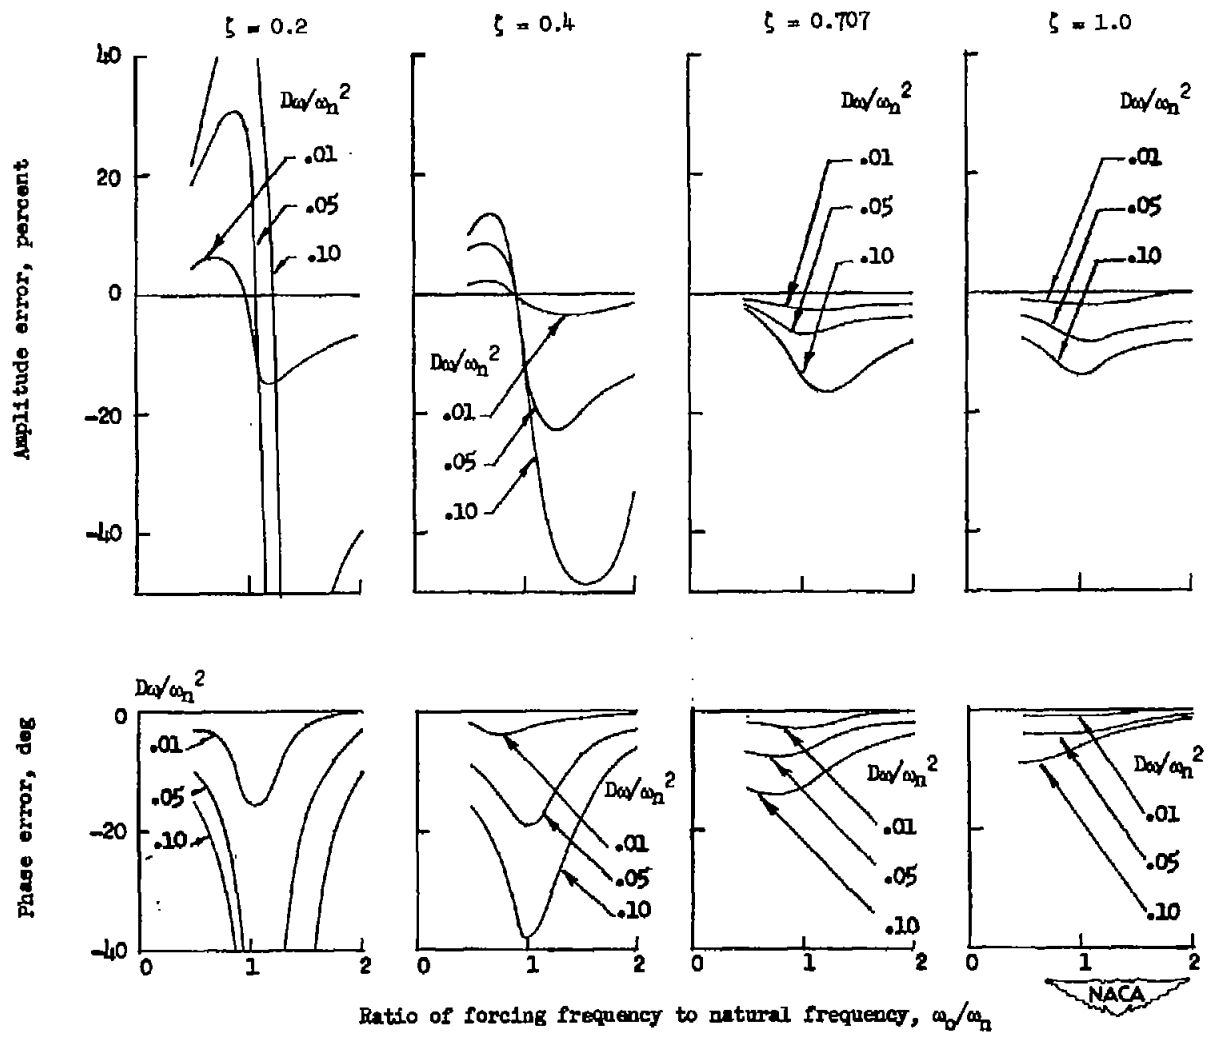 ζ = 0.2
ζ = 0.4
ζ = 0.707
ζ = 1.0
Amplitude error, percent
40
20
0
-20
-40
Dω/ωn²
.01
.05
.10
Dω/ωn²
.01
.05
.10
Dω/ωn²
.01
.05
.10
Dω/ωn²
.01
.05
.10
Phase error, deg
0
-20
-40
Dω/ωn²
.01
.05
.10
Dω/ωn²
.01
.05
.10
Dω/ωn²
.01
.05
.10
Dω/ωn²
.01
.05
.10
0 1 2
0 1 2
0 1 2
0 1 2
Ratio of forcing frequency to natural frequency, ωo/ωn
NACA